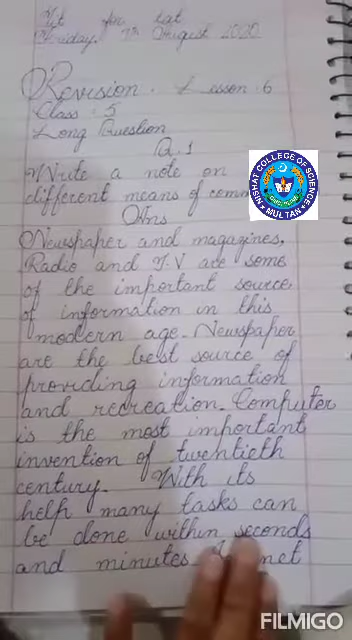 Friday, 7th August 2020
Revision. Lesson. 6
Class. 5
Long Question
Q.1
Write a note on
different means of comm
Ans
Newspaper and magazines,
Radio and T.V are some
of the important source
of information in this
modern age. Newspaper
are the best source of
providing information
and recreation. Computer
is the most important
invention of twentieth
century. With its
help many tasks can
be done within seconds
and minutes net
NISHAT COLLEGE OF SCIENCE
MULTAN
FILMIGO